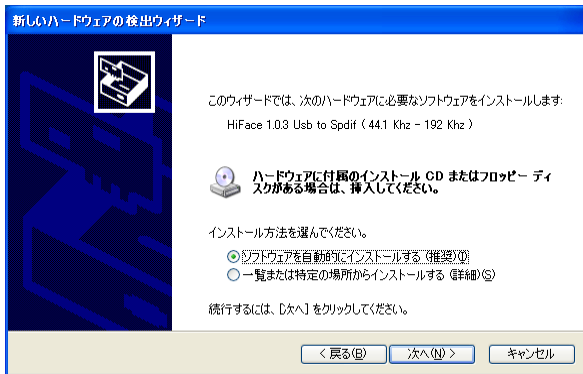 新しいハードウェアの検出ウィザード
このウィザードでは、次のハードウェアに必要なソフトウェアをインストールします:
HiFace 1.0.3 Usb to Spdif ( 44.1 Khz - 192 Khz )
ハードウェアに付属のインストール CD またはフロッピー ディ
スクがある場合は、挿入してください。
インストール方法を選んでください。
ソフトウェアを自動的にインストールする (推奨)(I)
一覧または特定の場所からインストールする (詳細)(S)
続行するには、[次へ] をクリックしてください。
< 戻る(B) 次へ(N) > キャンセル